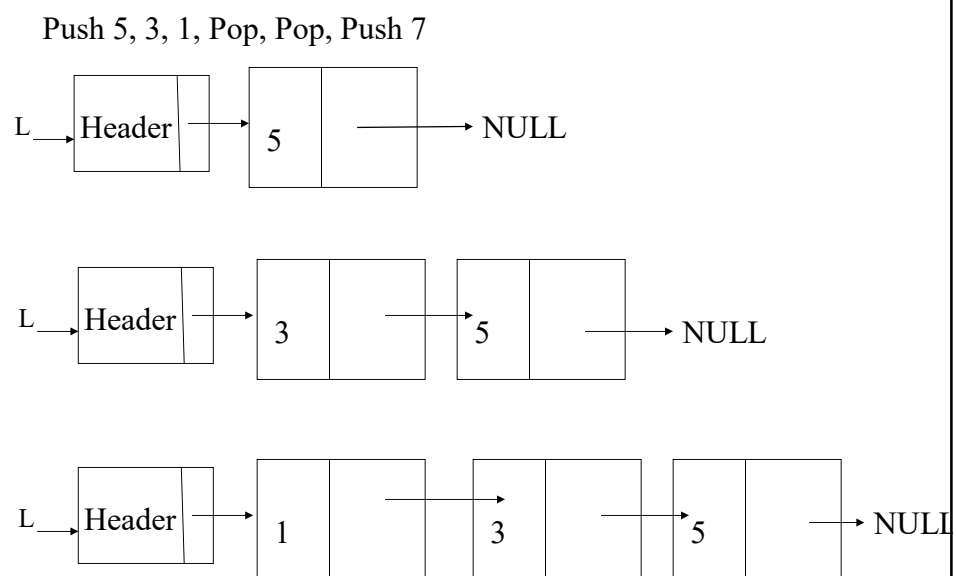 Push 5, 3, 1, Pop, Pop, Push 7
L Header 5 NULL
L Header 3 5 NULL
L Header 1 3 5 NULL